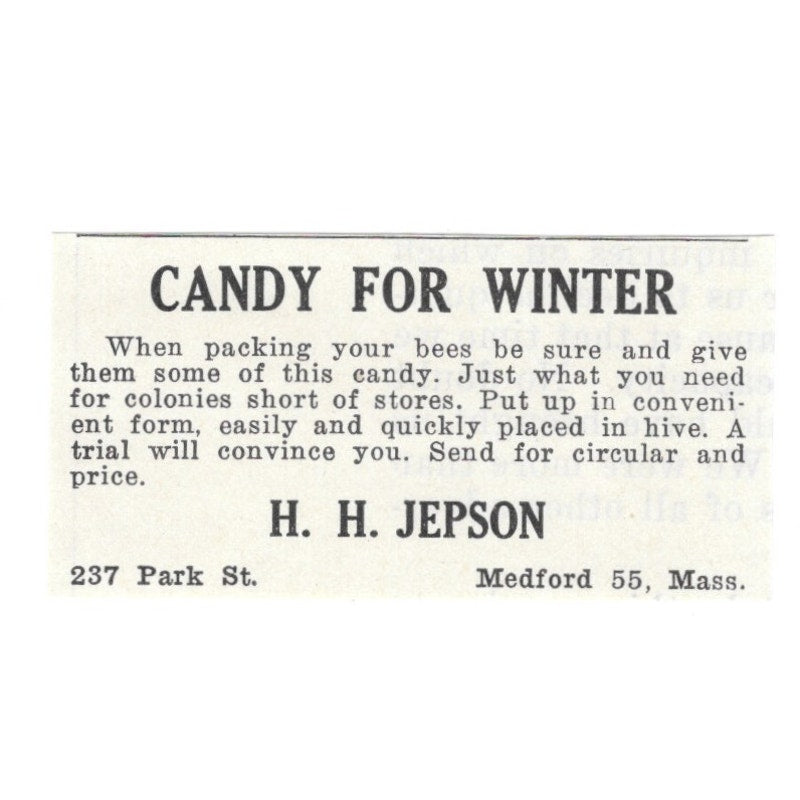 CANDY FOR WINTER
When packing your bees be sure and give
them some of this candy. Just what you need
for colonies short of stores. Put up in conveni-
ent form, easily and quickly placed in hive. A
trial will convince you. Send for circular and
price.
H. H. JEPSON
237 Park St. Medford 55, Mass.